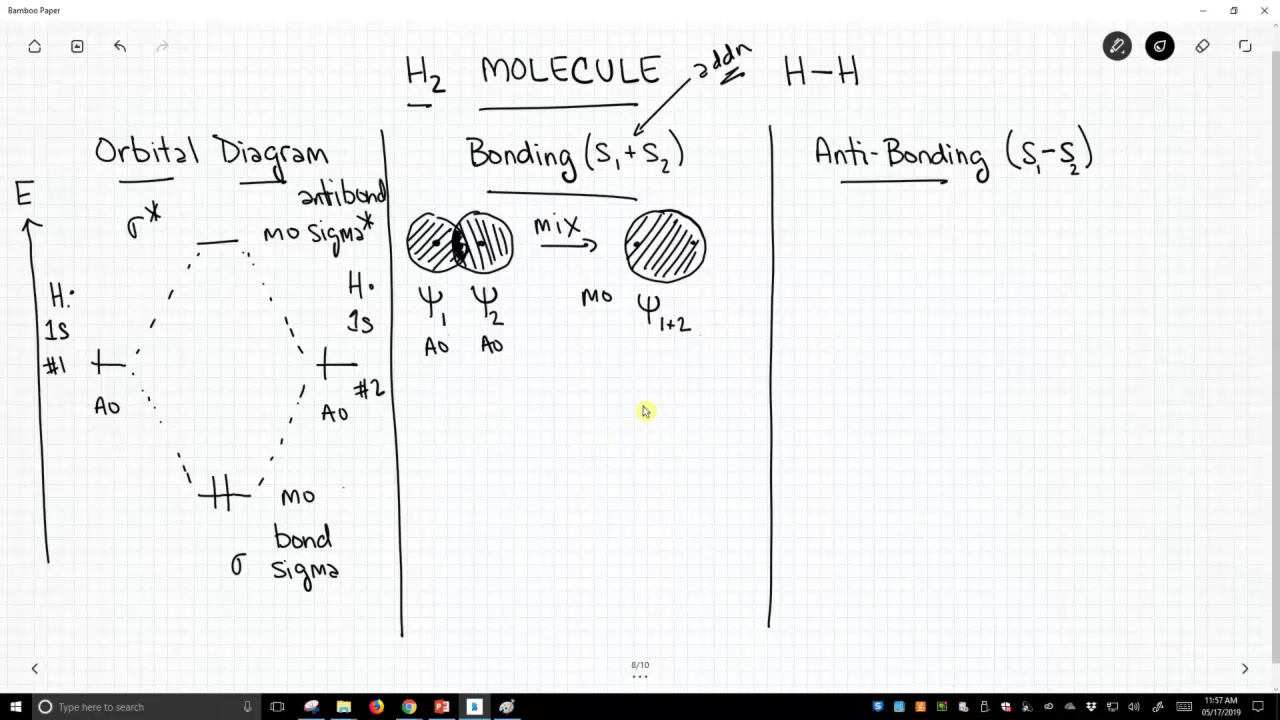 Bamboo Paper
H₂ MOLECULE
addn
H—H
Orbital Diagram
E
σ*
antibond
MO sigma*
H·
1s
#1
AO
H·
1s
#2
AO
MO
bond
σ sigma
Bonding (S₁ + S₂)
mix
ψ₁ ψ₂
AO AO
MO ψ₁₊₂
Anti-Bonding (S₁ - S₂)
8/10
Type here to search
11:57 AM
05/17/2019